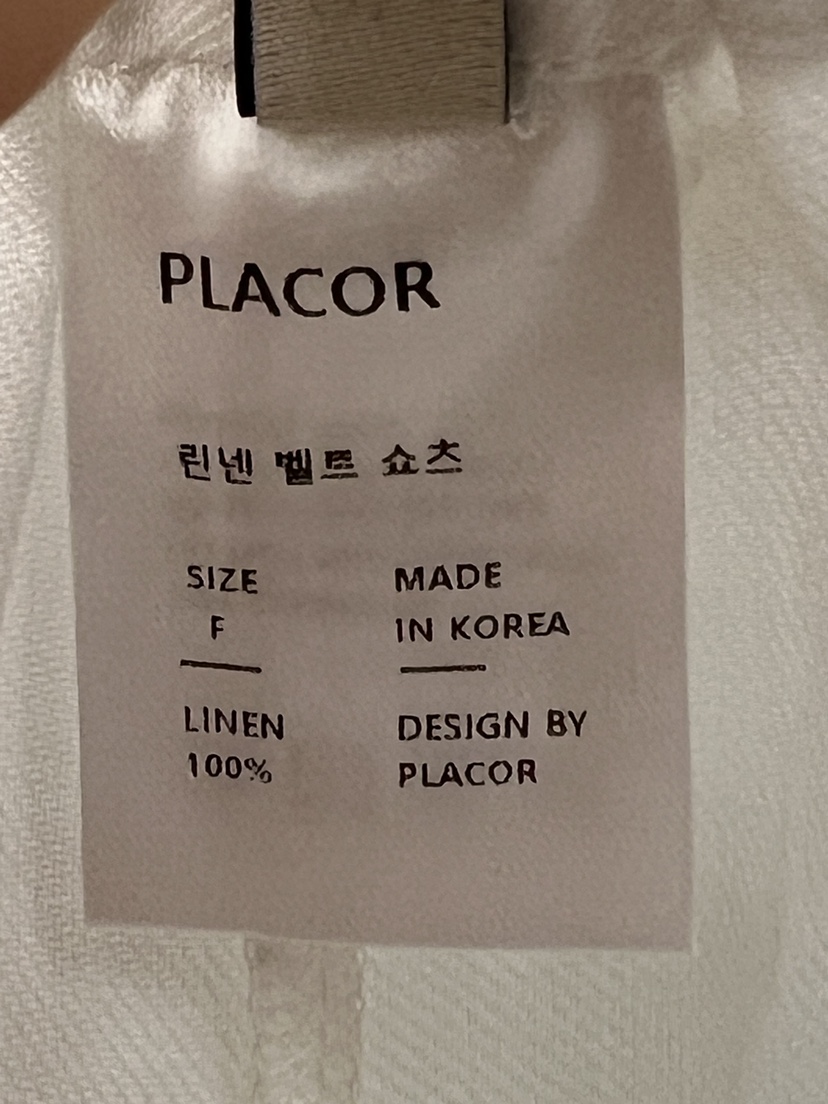 PLACOR
린넨 벨트 쇼츠
SIZE
F
MADE
IN KOREA
LINEN
100%
DESIGN BY
PLACOR